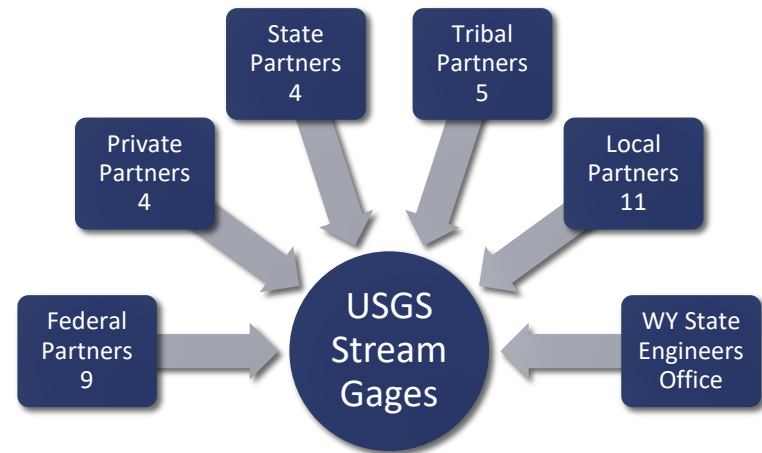 State
Partners
4
Tribal
Partners
5
Private
Partners
4
Local
Partners
11
Federal
Partners
9
USGS
Stream
Gages
WY State
Engineers
Office